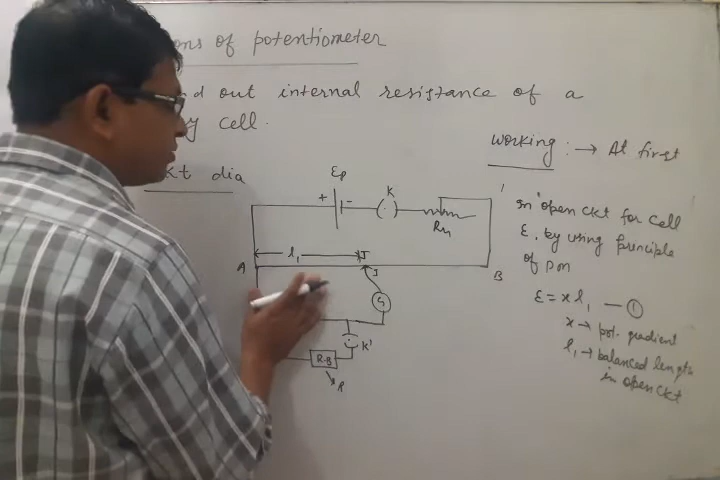 ons of potentiometer
d out internal resistance of a
y cell.
kt dia
Working : → At first
in open ckt for cell
ε, by using principle
of pon
ε = x l₁ — ①
x → pot. gradient
l₁ → balanced length
in open ckt
Ep
+ -
K
Rh
l₁
J
A
B
J
G
K'
R.B
R